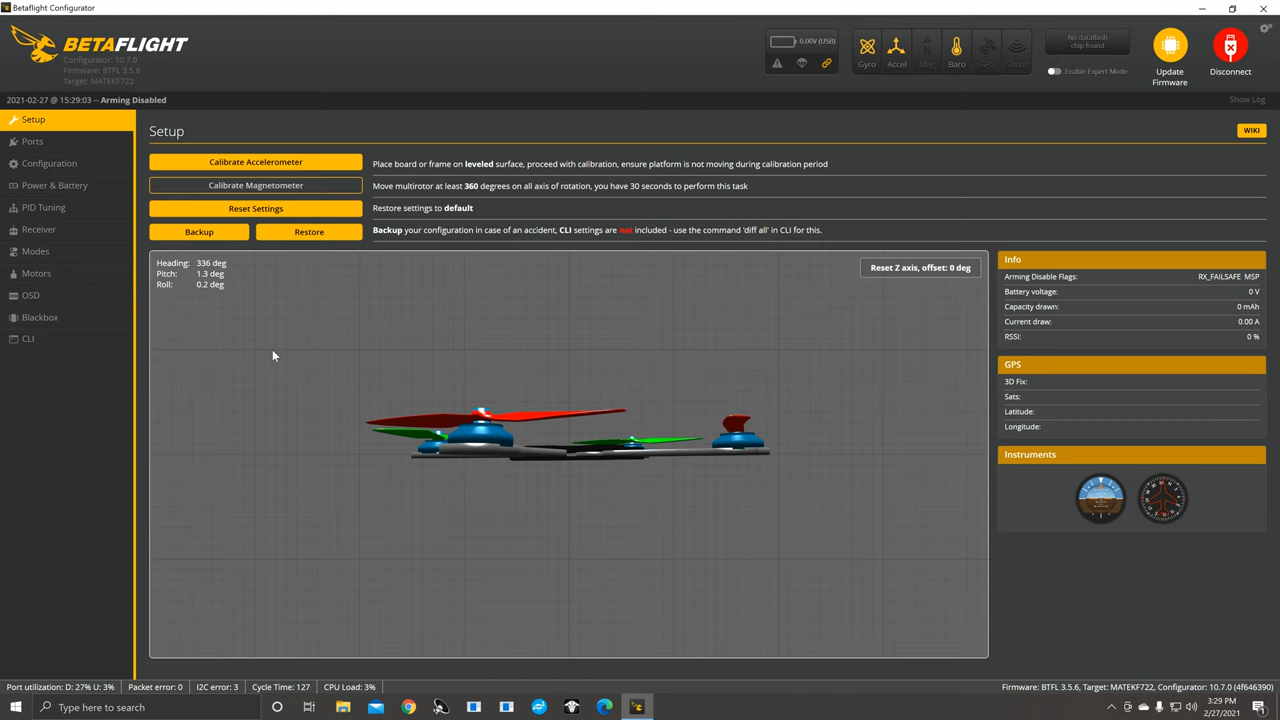 Betaflight Configurator
BETAFLIGHT
Configurator: 10.7.0
Firmware: BTFL 3.5.6
Target: MATEKF722
0.00V (USB)
Gyro
Accel
Mag
Baro
GPS
Sonar
No dataflash
chip found
Enable Expert Mode
Update
Firmware
Disconnect
2021-02-27 @ 15:29:03 -- Arming Disabled
Show Log
Setup
Ports
Configuration
Power & Battery
PID Tuning
Receiver
Modes
Motors
OSD
Blackbox
CLI
Setup
WIKI
Calibrate Accelerometer
Place board or frame on leveled surface, proceed with calibration, ensure platform is not moving during calibration period
Calibrate Magnetometer
Move multirotor at least 360 degrees on all axis of rotation, you have 30 seconds to perform this task
Reset Settings
Restore settings to default
Backup
Restore
Backup your configuration in case of an accident, CLI settings are not included - use the command 'diff all' in CLI for this.
Heading: 336 deg
Pitch: 1.3 deg
Roll: 0.2 deg
Reset Z axis, offset: 0 deg
Info
Arming Disable Flags: RX_FAILSAFE MSP
Battery voltage: 0 V
Capacity drawn: 0 mAh
Current draw: 0.00 A
RSSI: 0 %
GPS
3D Fix:
Sats:
Latitude:
Longitude:
Instruments
Port utilization: D: 27% U: 3%
Packet error: 0
I2C error: 3
Cycle Time: 127
CPU Load: 3%
Firmware: BTFL 3.5.6, Target: MATEKF722, Configurator: 10.7.0 (4f646390)
Type here to search
3:29 PM
2/27/2021